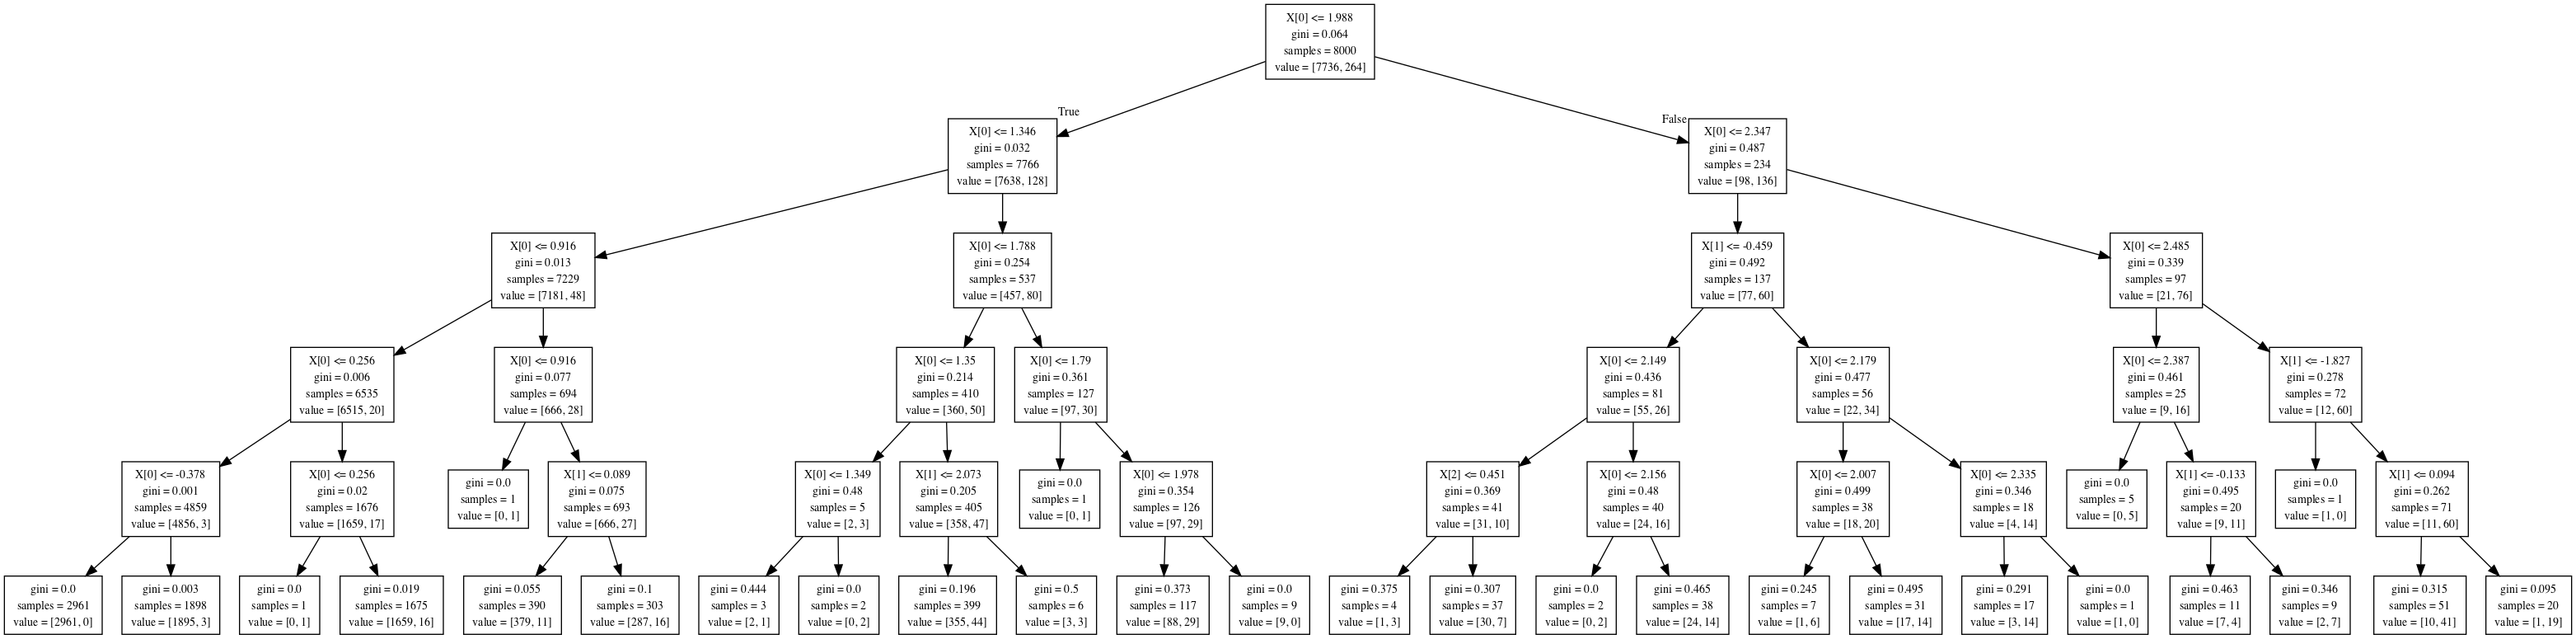 X[0] <= 1.988
gini = 0.064
samples = 8000
value = [7736, 264]
True
False
X[0] <= 1.346
gini = 0.032
samples = 7766
value = [7638, 128]
X[0] <= 2.347
gini = 0.487
samples = 234
value = [98, 136]
X[0] <= 0.916
gini = 0.013
samples = 7229
value = [7181, 48]
X[0] <= 1.788
gini = 0.254
samples = 537
value = [457, 80]
X[1] <= -0.459
gini = 0.492
samples = 137
value = [77, 60]
X[0] <= 2.485
gini = 0.339
samples = 97
value = [21, 76]
X[0] <= 0.256
gini = 0.006
samples = 6535
value = [6515, 20]
X[0] <= 0.916
gini = 0.077
samples = 694
value = [666, 28]
X[0] <= 1.35
gini = 0.214
samples = 410
value = [360, 50]
X[0] <= 1.79
gini = 0.361
samples = 127
value = [97, 30]
X[0] <= 2.149
gini = 0.436
samples = 81
value = [55, 26]
X[0] <= 2.179
gini = 0.477
samples = 56
value = [22, 34]
X[0] <= 2.387
gini = 0.461
samples = 25
value = [9, 16]
X[1] <= -1.827
gini = 0.278
samples = 72
value = [12, 60]
X[0] <= -0.378
gini = 0.001
samples = 4859
value = [4856, 3]
X[0] <= 0.256
gini = 0.02
samples = 1676
value = [1659, 17]
gini = 0.0
samples = 1
value = [0, 1]
X[1] <= 0.089
gini = 0.075
samples = 693
value = [666, 27]
X[0] <= 1.349
gini = 0.48
samples = 5
value = [2, 3]
X[1] <= 2.073
gini = 0.205
samples = 405
value = [358, 47]
gini = 0.0
samples = 1
value = [0, 1]
X[0] <= 1.978
gini = 0.354
samples = 126
value = [97, 29]
X[2] <= 0.451
gini = 0.369
samples = 41
value = [31, 10]
X[0] <= 2.156
gini = 0.48
samples = 40
value = [24, 16]
X[0] <= 2.007
gini = 0.499
samples = 38
value = [18, 20]
X[0] <= 2.335
gini = 0.346
samples = 18
value = [4, 14]
gini = 0.0
samples = 5
value = [0, 5]
X[1] <= -0.133
gini = 0.495
samples = 20
value = [9, 11]
gini = 0.0
samples = 1
value = [1, 0]
X[1] <= 0.094
gini = 0.262
samples = 71
value = [11, 60]
gini = 0.0
samples = 2961
value = [2961, 0]
gini = 0.003
samples = 1898
value = [1895, 3]
gini = 0.0
samples = 1
value = [0, 1]
gini = 0.019
samples = 1675
value = [1659, 16]
gini = 0.055
samples = 390
value = [379, 11]
gini = 0.1
samples = 303
value = [287, 16]
gini = 0.444
samples = 3
value = [2, 1]
gini = 0.0
samples = 2
value = [0, 2]
gini = 0.196
samples = 399
value = [355, 44]
gini = 0.5
samples = 6
value = [3, 3]
gini = 0.373
samples = 117
value = [88, 29]
gini = 0.0
samples = 9
value = [9, 0]
gini = 0.375
samples = 4
value = [1, 3]
gini = 0.307
samples = 37
value = [30, 7]
gini = 0.0
samples = 2
value = [0, 2]
gini = 0.465
samples = 38
value = [24, 14]
gini = 0.245
samples = 7
value = [1, 6]
gini = 0.495
samples = 31
value = [17, 14]
gini = 0.291
samples = 17
value = [3, 14]
gini = 0.0
samples = 1
value = [1, 0]
gini = 0.463
samples = 11
value = [7, 4]
gini = 0.346
samples = 9
value = [2, 7]
gini = 0.315
samples = 51
value = [10, 41]
gini = 0.095
samples = 20
value = [1, 19]